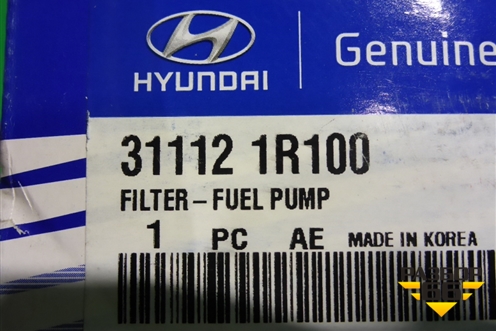 HYUNDAI
Genuine
31112 1R100
FILTER-FUEL PUMP
1 PC AE MADE IN KOREA